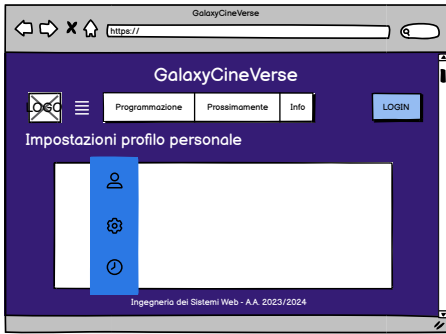 GalaxyCineVerse
https://
GalaxyCineVerse
LOGO
Programmazione
Prossimamente
Info
LOGIN
Impostazioni profilo personale
Ingegneria dei Sistemi Web - A.A. 2023/2024